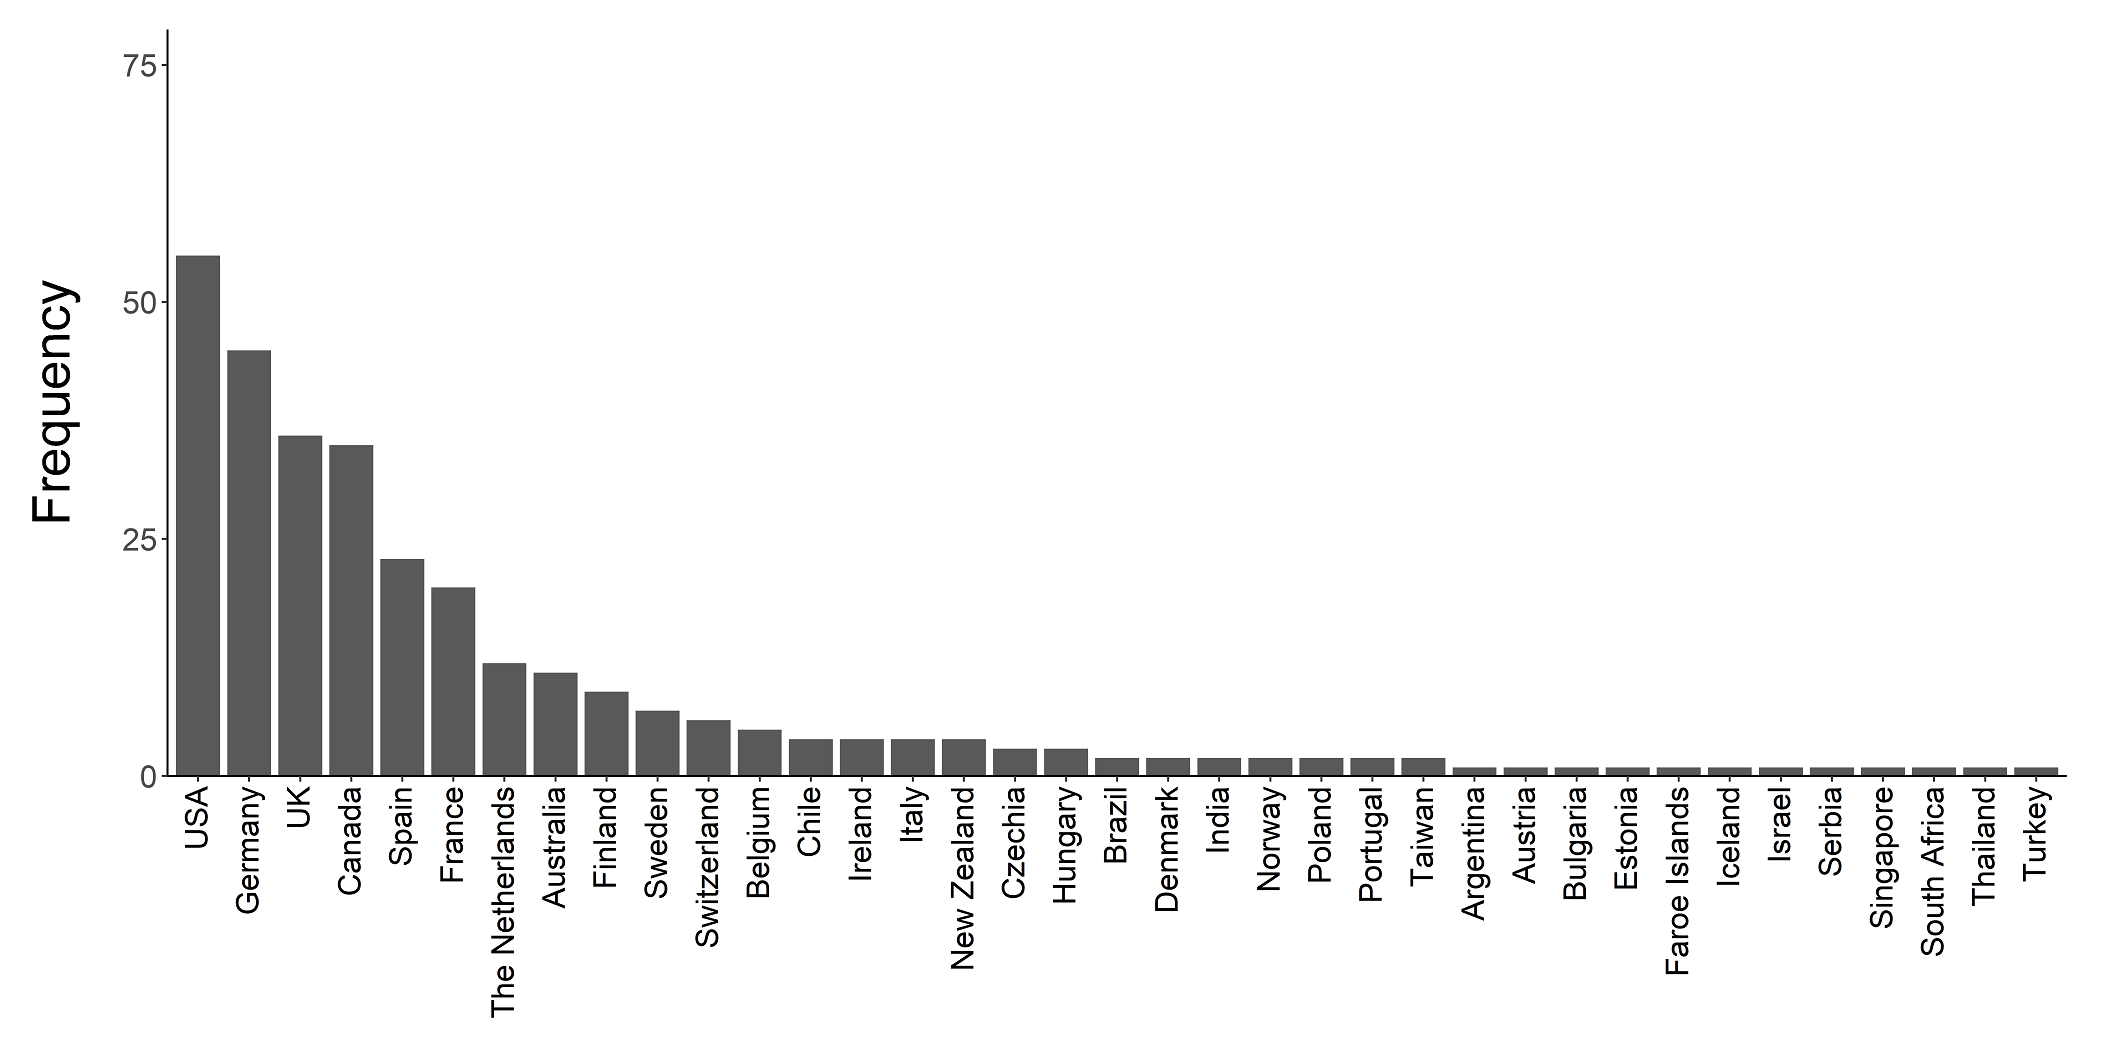 Frequency
75
50
25
0
USA
Germany
UK
Canada
Spain
France
The Netherlands
Australia
Finland
Sweden
Switzerland
Belgium
Chile
Ireland
Italy
New Zealand
Czechia
Hungary
Brazil
Denmark
India
Norway
Poland
Portugal
Taiwan
Argentina
Austria
Bulgaria
Estonia
Faroe Islands
Iceland
Israel
Serbia
Singapore
South Africa
Thailand
Turkey